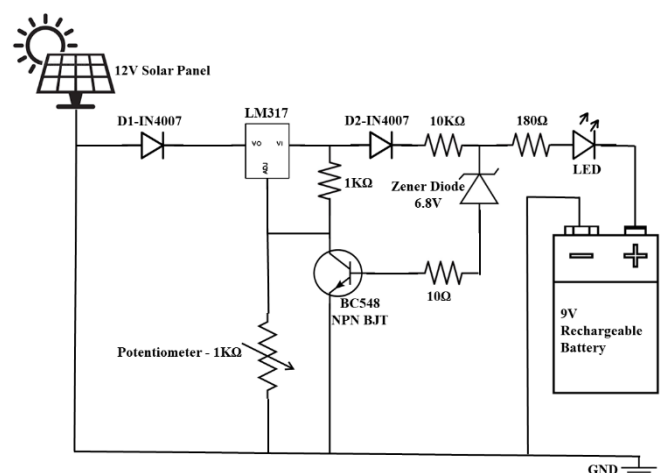 12V Solar Panel
LM317
D1-IN4007
D2-IN4007
10KΩ
180Ω
VO
VI
ADJ
LED
1KΩ
Zener Diode
6.8V
BC548
NPN BJT
10Ω
9V
Rechargeable
Battery
Potentiometer - 1KΩ
GND